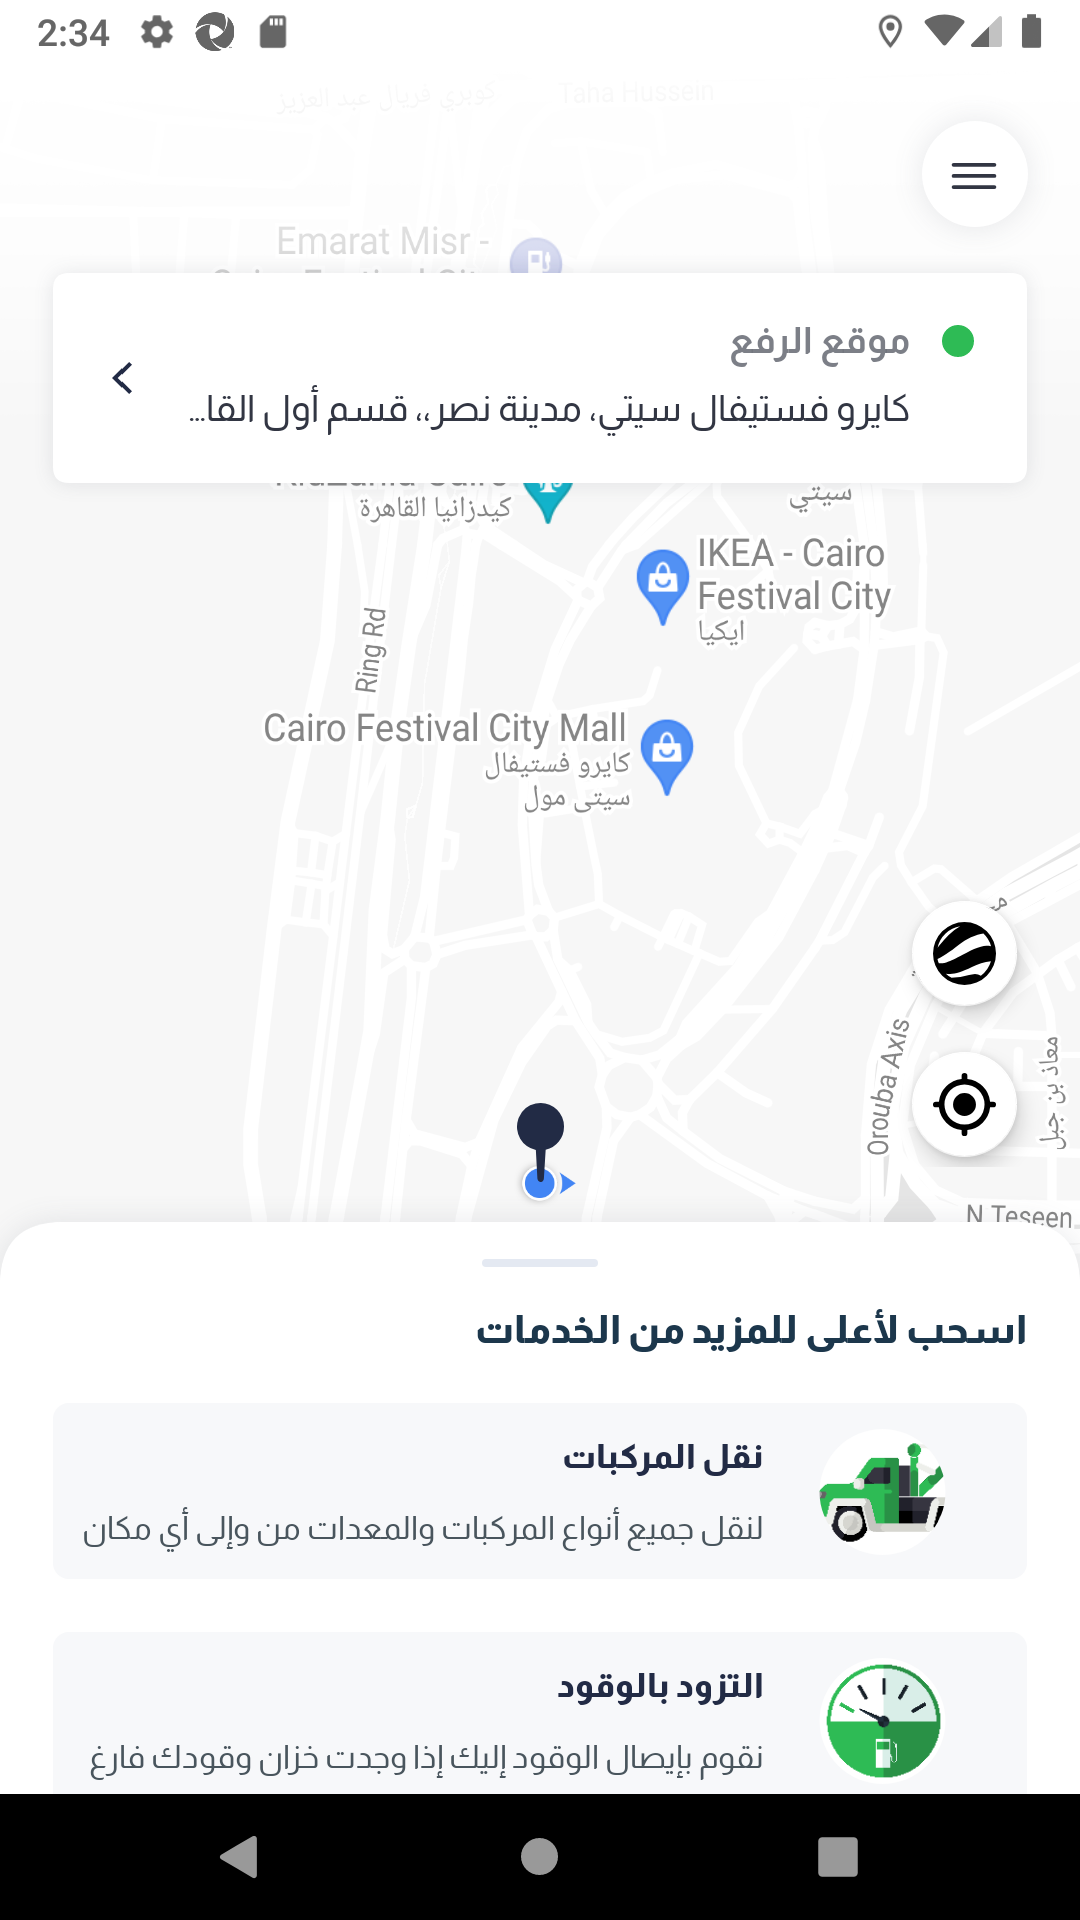 2:34
كوبري فريال عبد العزيز
Taha Hussein
Emarat Misr -
موقع الرفع
كايرو فستيفال سيتي، مدينة نصر،، قسم أول القا...
سيتي
كيدزانيا القاهرة
IKEA - Cairo
Festival City
ايكيا
Ring Rd
Cairo Festival City Mall
كايرو فستيفال
سيتى مول
Orouba Axis
معاذ بن جبل
N Teseen
اسحب لأعلى للمزيد من الخدمات
نقل المركبات
لنقل جميع أنواع المركبات والمعدات من وإلى أي مكان
التزود بالوقود
نقوم بإيصال الوقود إليك إذا وجدت خزان وقودك فارغ